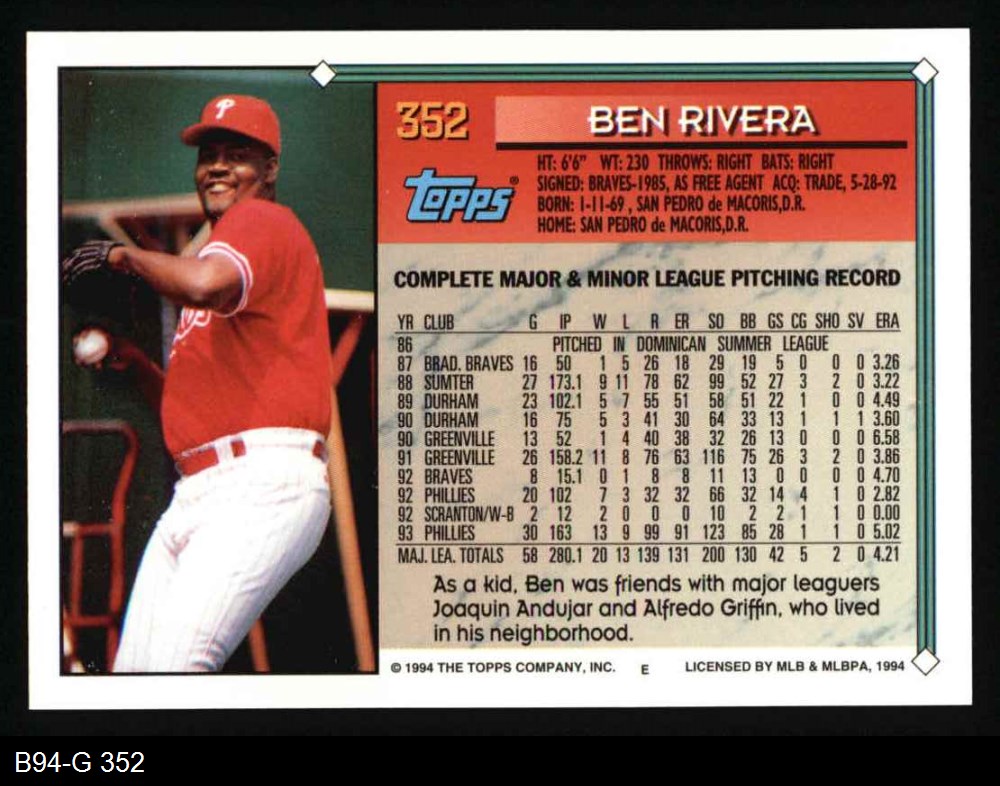 352
BEN RIVERA
TOPPS®
HT: 6'6" WT: 230 THROWS: RIGHT BATS: RIGHT
SIGNED: BRAVES-1985, AS FREE AGENT ACQ: TRADE, 5-28-92
BORN: 1-11-69 , SAN PEDRO de MACORIS,D.R.
HOME: SAN PEDRO de MACORIS,D.R.
COMPLETE MAJOR & MINOR LEAGUE PITCHING RECORD
YR CLUB G IP W L R ER SO BB GS CG SHO SV ERA
86 PITCHED IN DOMINICAN SUMMER LEAGUE
87 BRAD. BRAVES 16 50 1 5 26 18 29 19 5 0 0 0 3.26
88 SUMTER 27 173.1 9 11 78 62 99 52 27 3 2 0 3.22
89 DURHAM 23 102.1 5 7 55 51 58 51 22 1 0 0 4.49
90 DURHAM 16 75 5 3 41 30 64 33 13 1 1 1 3.60
90 GREENVILLE 13 52 1 4 40 38 32 26 13 0 0 0 6.58
91 GREENVILLE 26 158.2 11 8 76 63 116 75 26 3 2 0 3.86
92 BRAVES 8 15.1 0 1 8 8 11 13 0 0 0 0 4.70
92 PHILLIES 20 102 7 3 32 32 66 32 14 4 1 0 2.82
92 SCRANTON/W-B 2 12 2 0 0 0 10 2 2 1 1 0 0.00
93 PHILLIES 30 163 13 9 99 91 123 85 28 1 1 0 5.02
MAJ. LEA. TOTALS 58 280.1 20 13 139 131 200 130 42 5 2 0 4.21
As a kid, Ben was friends with major leaguers
Joaquin Andujar and Alfredo Griffin, who lived
in his neighborhood.
© 1994 THE TOPPS COMPANY, INC. E LICENSED BY MLB & MLBPA, 1994
P
B94-G 352